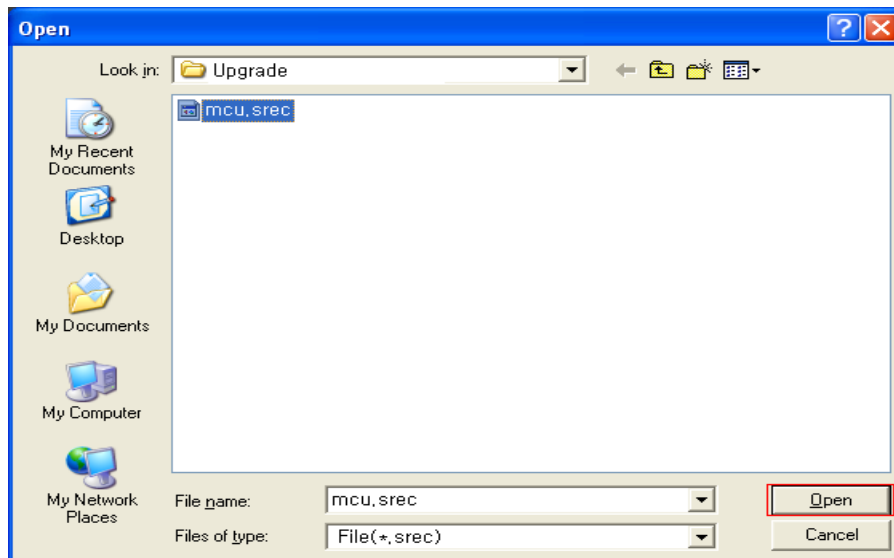 Open
Look in:
Upgrade
mcu.srec
My Recent
Documents
Desktop
My Documents
My Computer
My Network
Places
File name:
mcu.srec
Open
Files of type:
File(*.srec)
Cancel